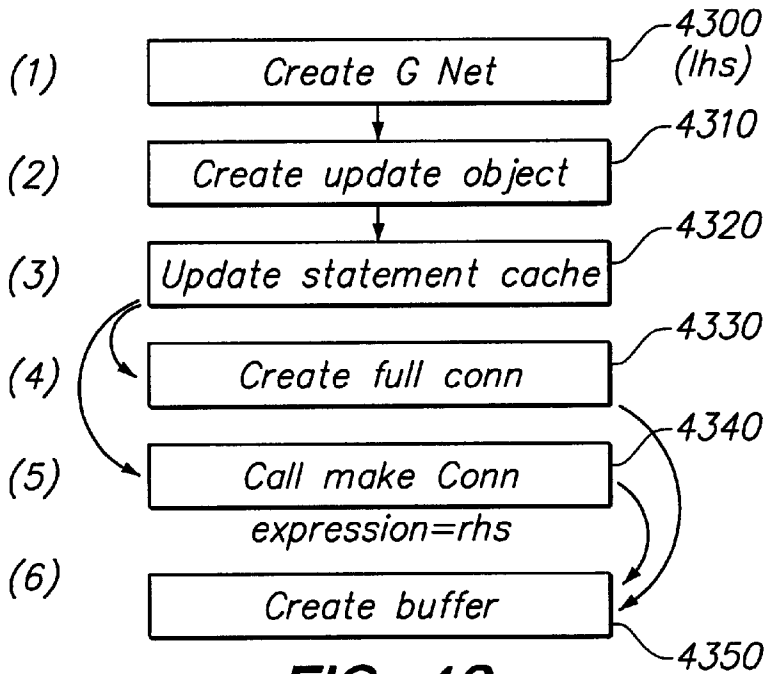 4300
(1) Create G Net (lhs)
4310
(2) Create update object
4320
(3) Update statement cache
4330
(4) Create full conn
4340
(5) Call make Conn
expression=rhs
(6) Create buffer
4350